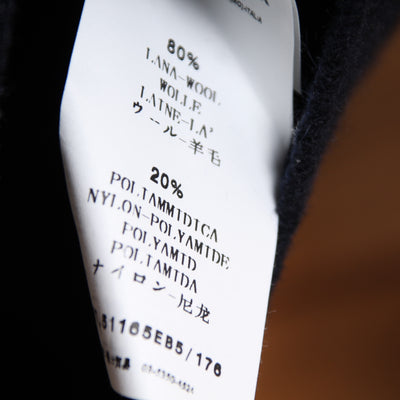 ITALIA
80%
LANA-WOOL
WOLLE
LAINE-LA'
ウール-羊毛
20%
POLIAMMIDICA
NYLON-POLYAMIDE
POLYAMID
POLIAMIDA
ナイロン-尼龙
51165EB5/176